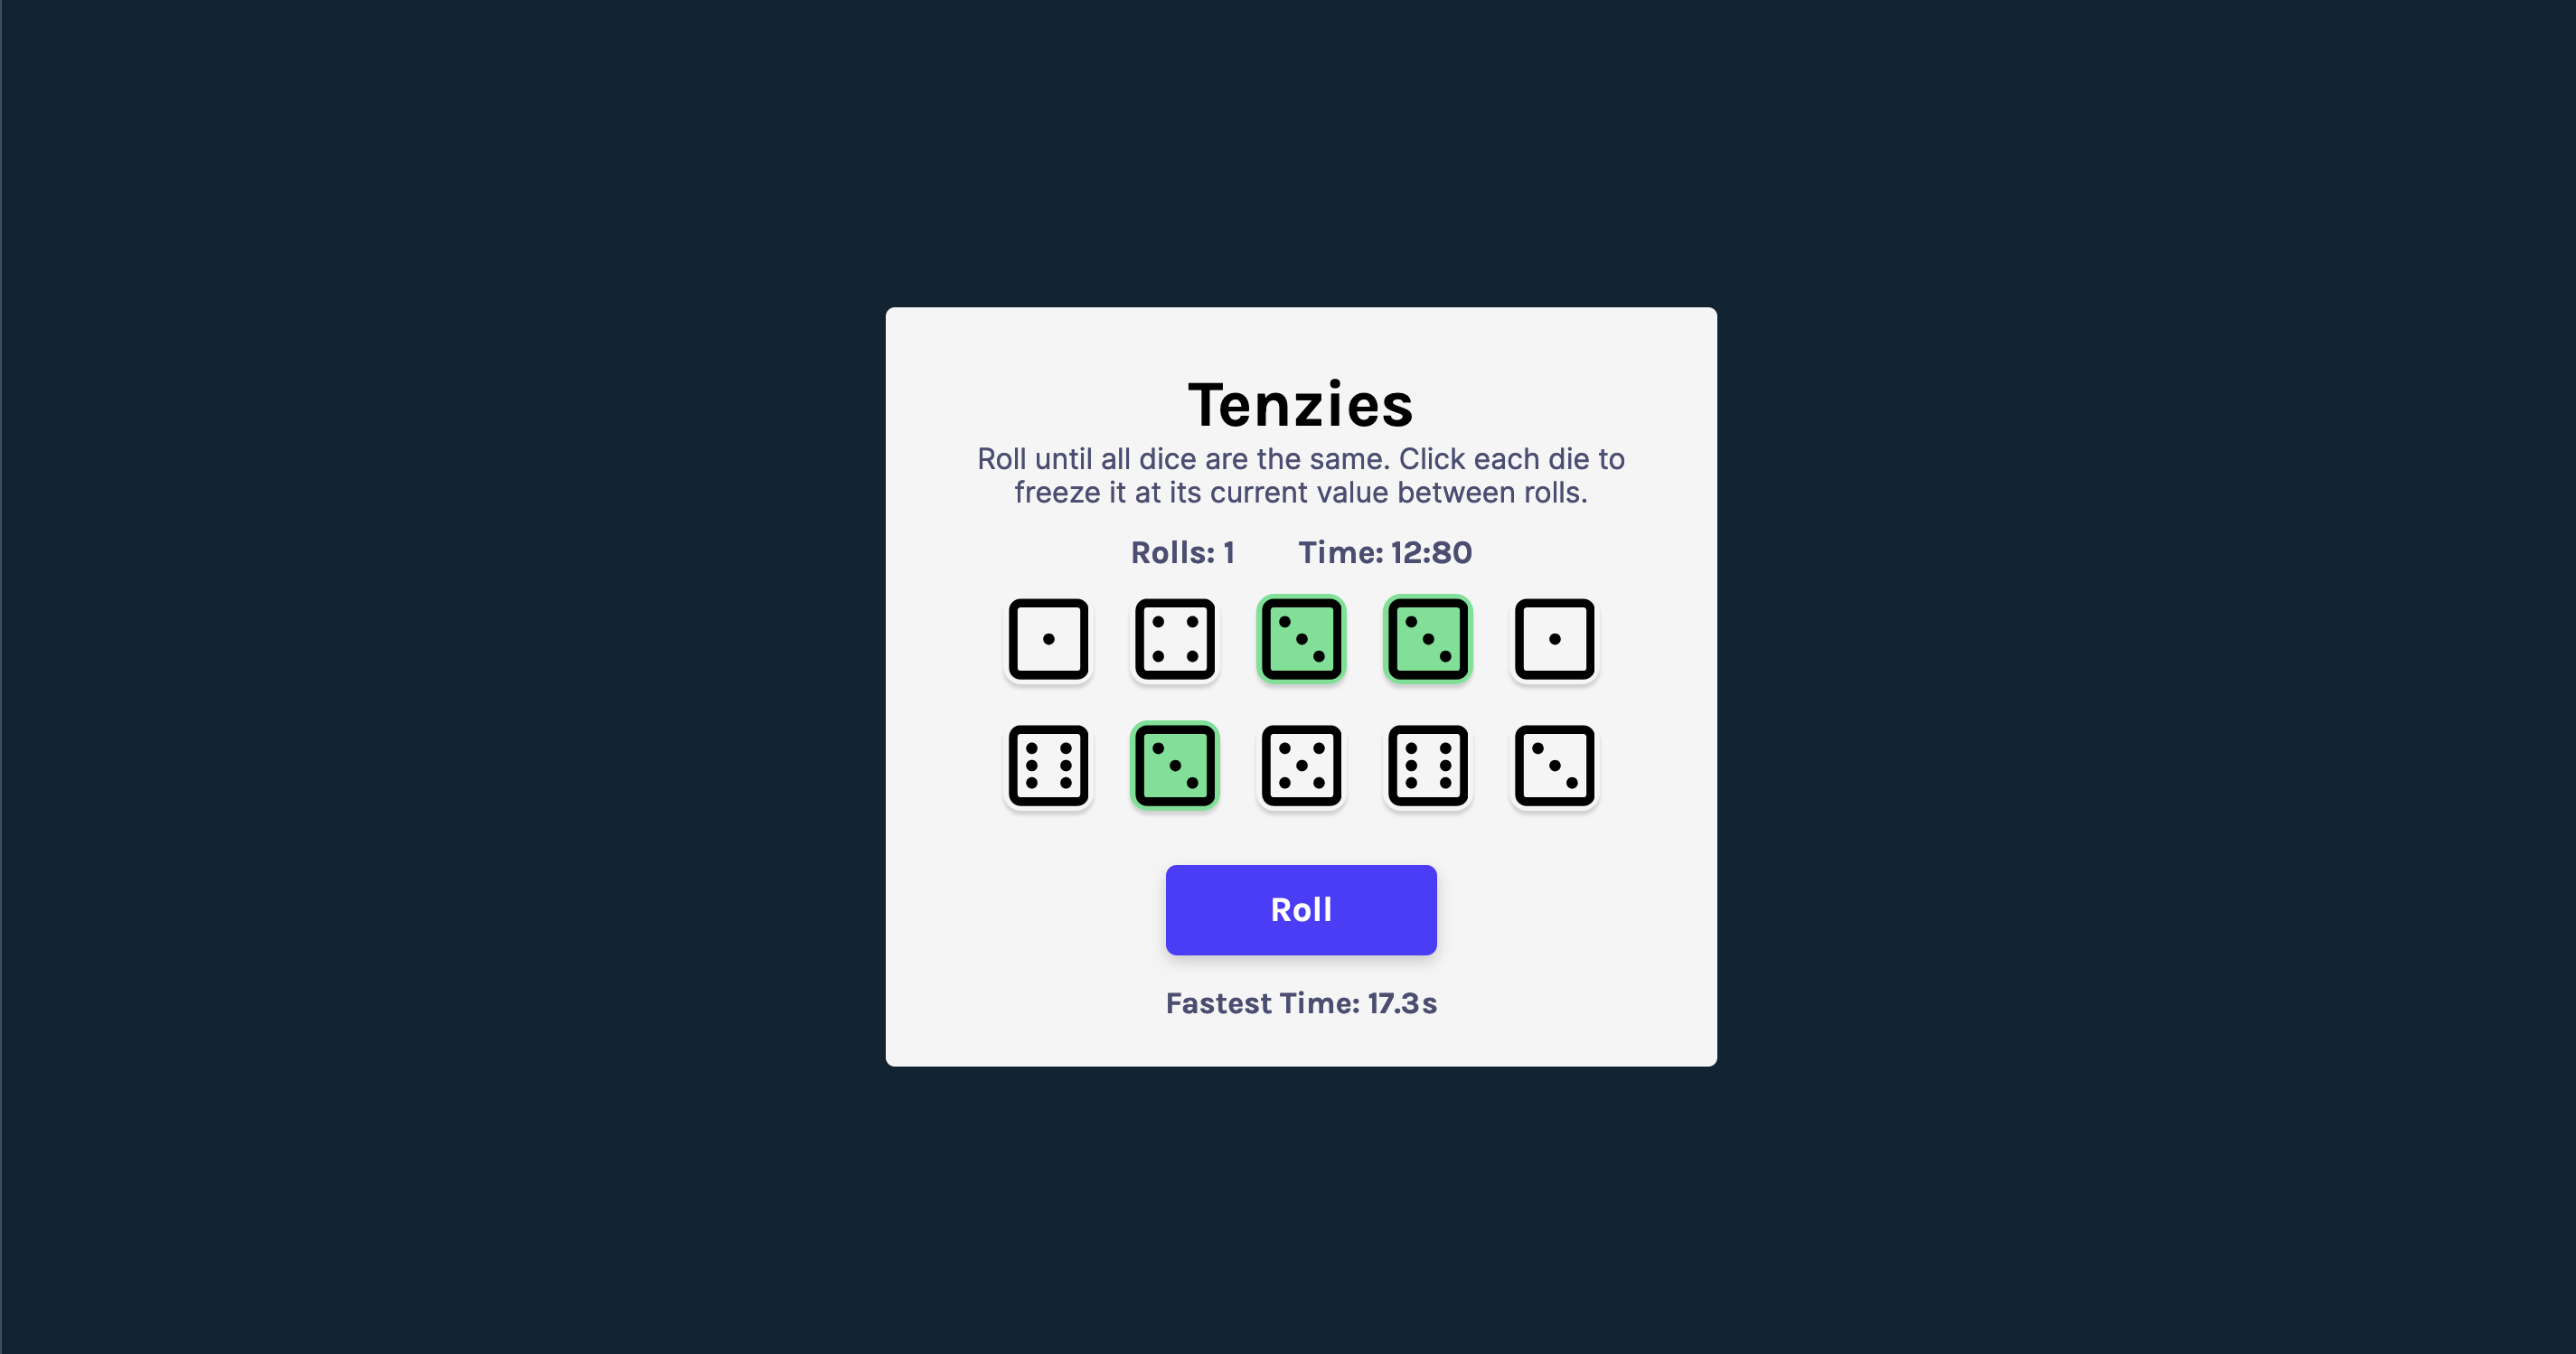 Tenzies
Roll until all dice are the same. Click each die to
freeze it at its current value between rolls.
Rolls: 1 Time: 12:80
Roll
Fastest Time: 17.3s